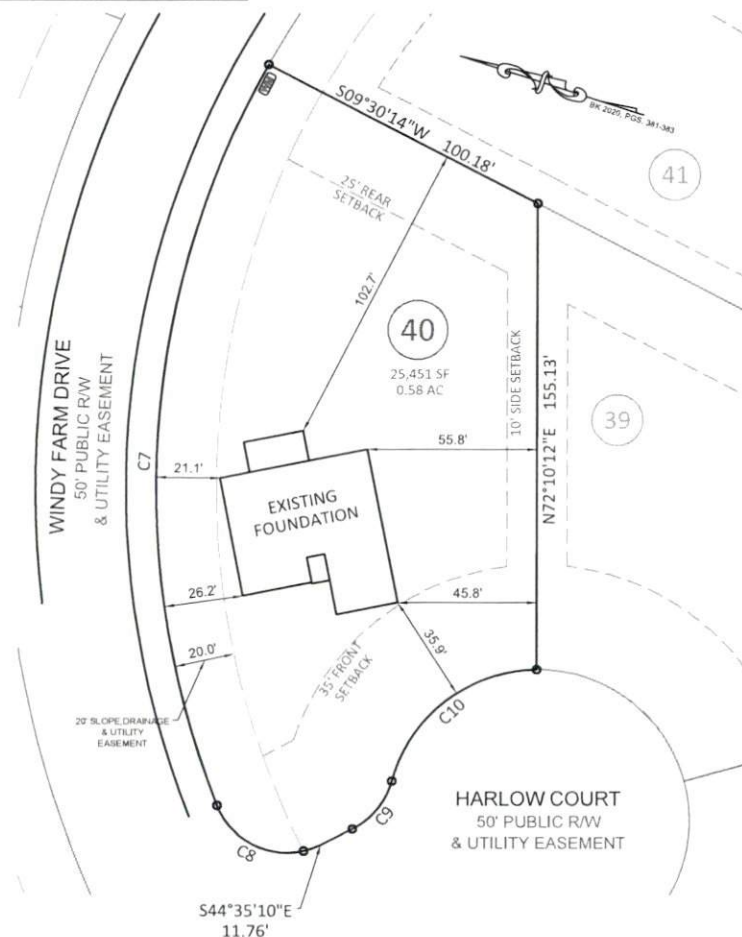 S09°30'14"W 100.18'
BK 2020, PGS. 381-383
41
25' REAR
SETBACK
102.7'
40
25,451 SF
0.58 AC
10' SIDE SETBACK
N72°10'12"E 155.13'
39
WINDY FARM DRIVE
50' PUBLIC R/W
& UTILITY EASEMENT
C7
21.1'
55.8'
EXISTING
FOUNDATION
26.2'
45.8'
20.0'
35.9'
35' FRONT
SETBACK
20' SLOPE,DRAINAGE
& UTILITY
EASEMENT
C10
C9
C8
HARLOW COURT
50' PUBLIC R/W
& UTILITY EASEMENT
S44°35'10"E
11.76'